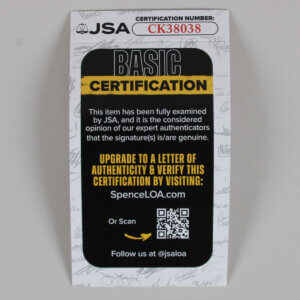 JSA CERTIFICATION NUMBER:
CK38038
BASIC
CERTIFICATION
This item has been fully examined
by JSA, and it is the considered
opinion of our expert authenticators
that the signature(s) is/are genuine.
UPGRADE TO A LETTER OF
AUTHENTICITY & VERIFY THIS
CERTIFICATION BY VISITING:
SpenceLOA.com
Or Scan
Follow us at @jsaloa